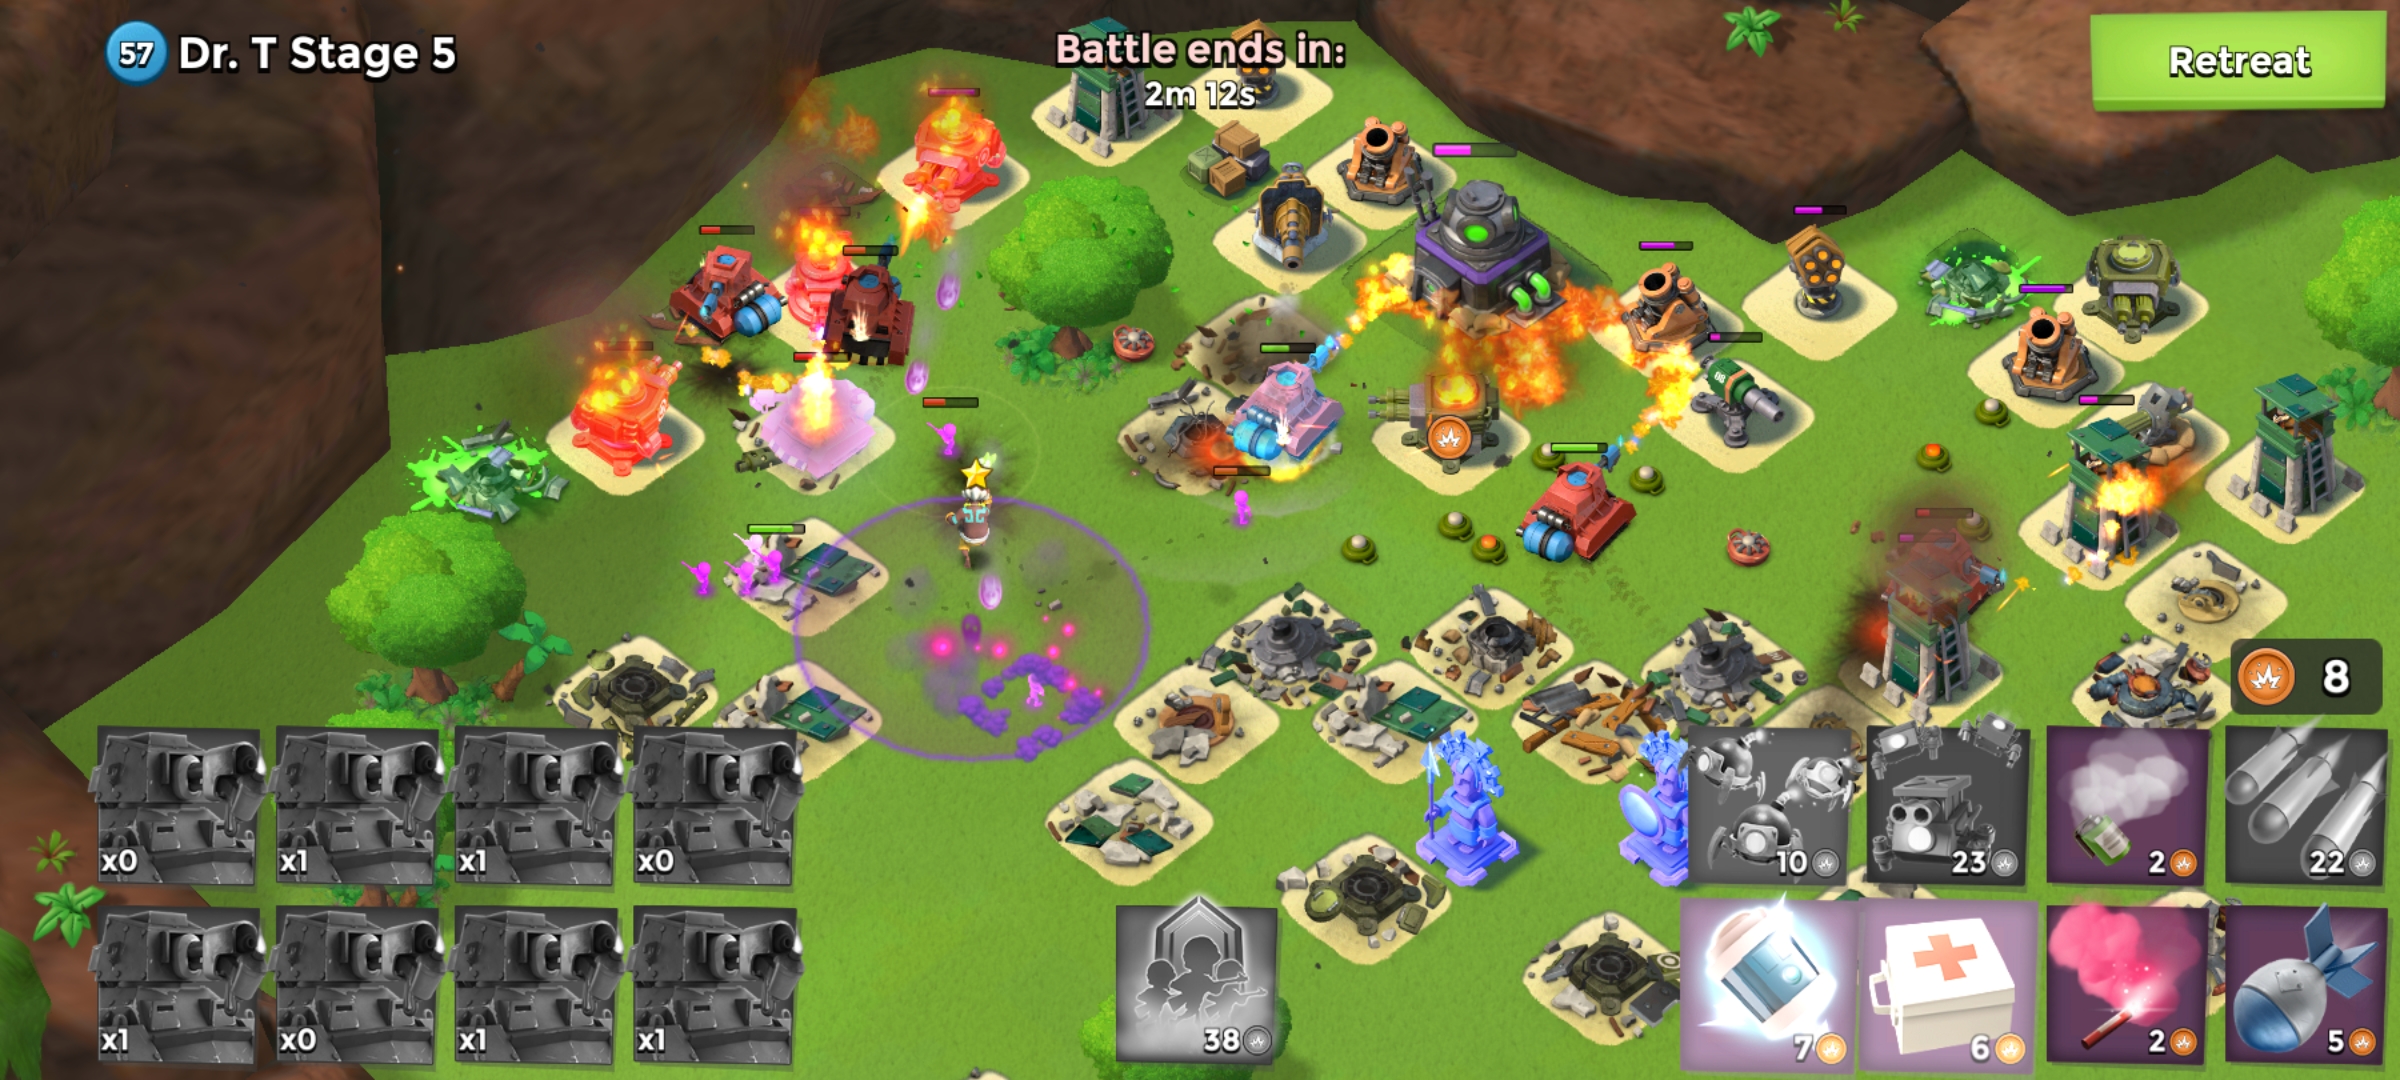 57 Dr. T Stage 5
Battle ends in:
2m 12s
Retreat
8
x0
x1
x1
x0
10
23
2
22
x1
x0
x1
x1
38
7
6
2
5